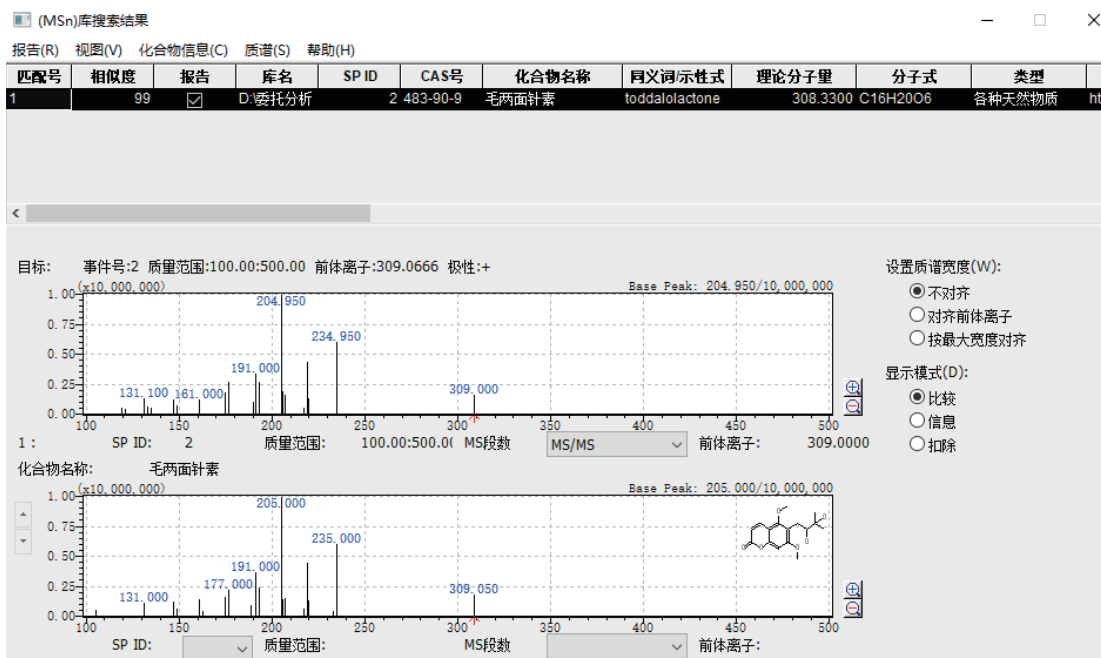 (MSn)库搜索结果
报告(R) 视图(V) 化合物信息(C) 质谱(S) 帮助(H)
匹配号 相似度 报告 库名 SP ID CAS号 化合物名称 同义词/示性式 理论分子量 分子式 类型
1 99 D:\委托分析 2 483-90-9 毛两面针素 toddalolactone 308.3300 C16H20O6 各种天然物质 ht
目标: 事件号:2 质量范围:100.00:500.00 前体离子:309.0666 极性:+
(x10,000,000) Base Peak: 204.950/10,000,000
1.00
0.75
0.50
0.25
0.00
204.950
234.950
191.000
131.100 161.000
309.000
100 150 200 250 300 350 400 450 500
设置质谱宽度(W):
不对齐
对齐前体离子
按最大宽度对齐
显示模式(D):
比较
信息
扣除
1: SP ID: 2 质量范围: 100.00:500.0( MS段数 MS/MS 前体离子: 309.0000
化合物名称: 毛两面针素
(x10,000,000) Base Peak: 205.000/10,000,000
1.00
0.75
0.50
0.25
0.00
205.000
235.000
191.000
177.000
131.000
309.050
100 150 200 250 300 350 400 450 500
SP ID: 质量范围: MS段数 前体离子: